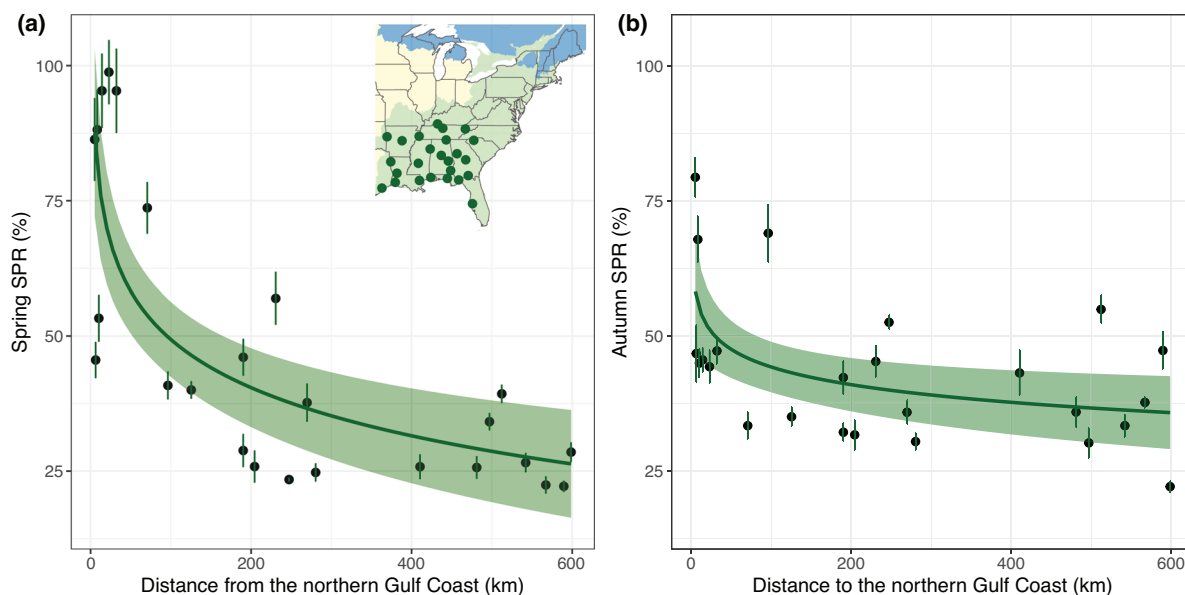 (a)
Spring SPR (%)
100
75
50
25
0
200
400
600
Distance from the northern Gulf Coast (km)
(b)
Autumn SPR (%)
100
75
50
25
0
200
400
600
Distance to the northern Gulf Coast (km)